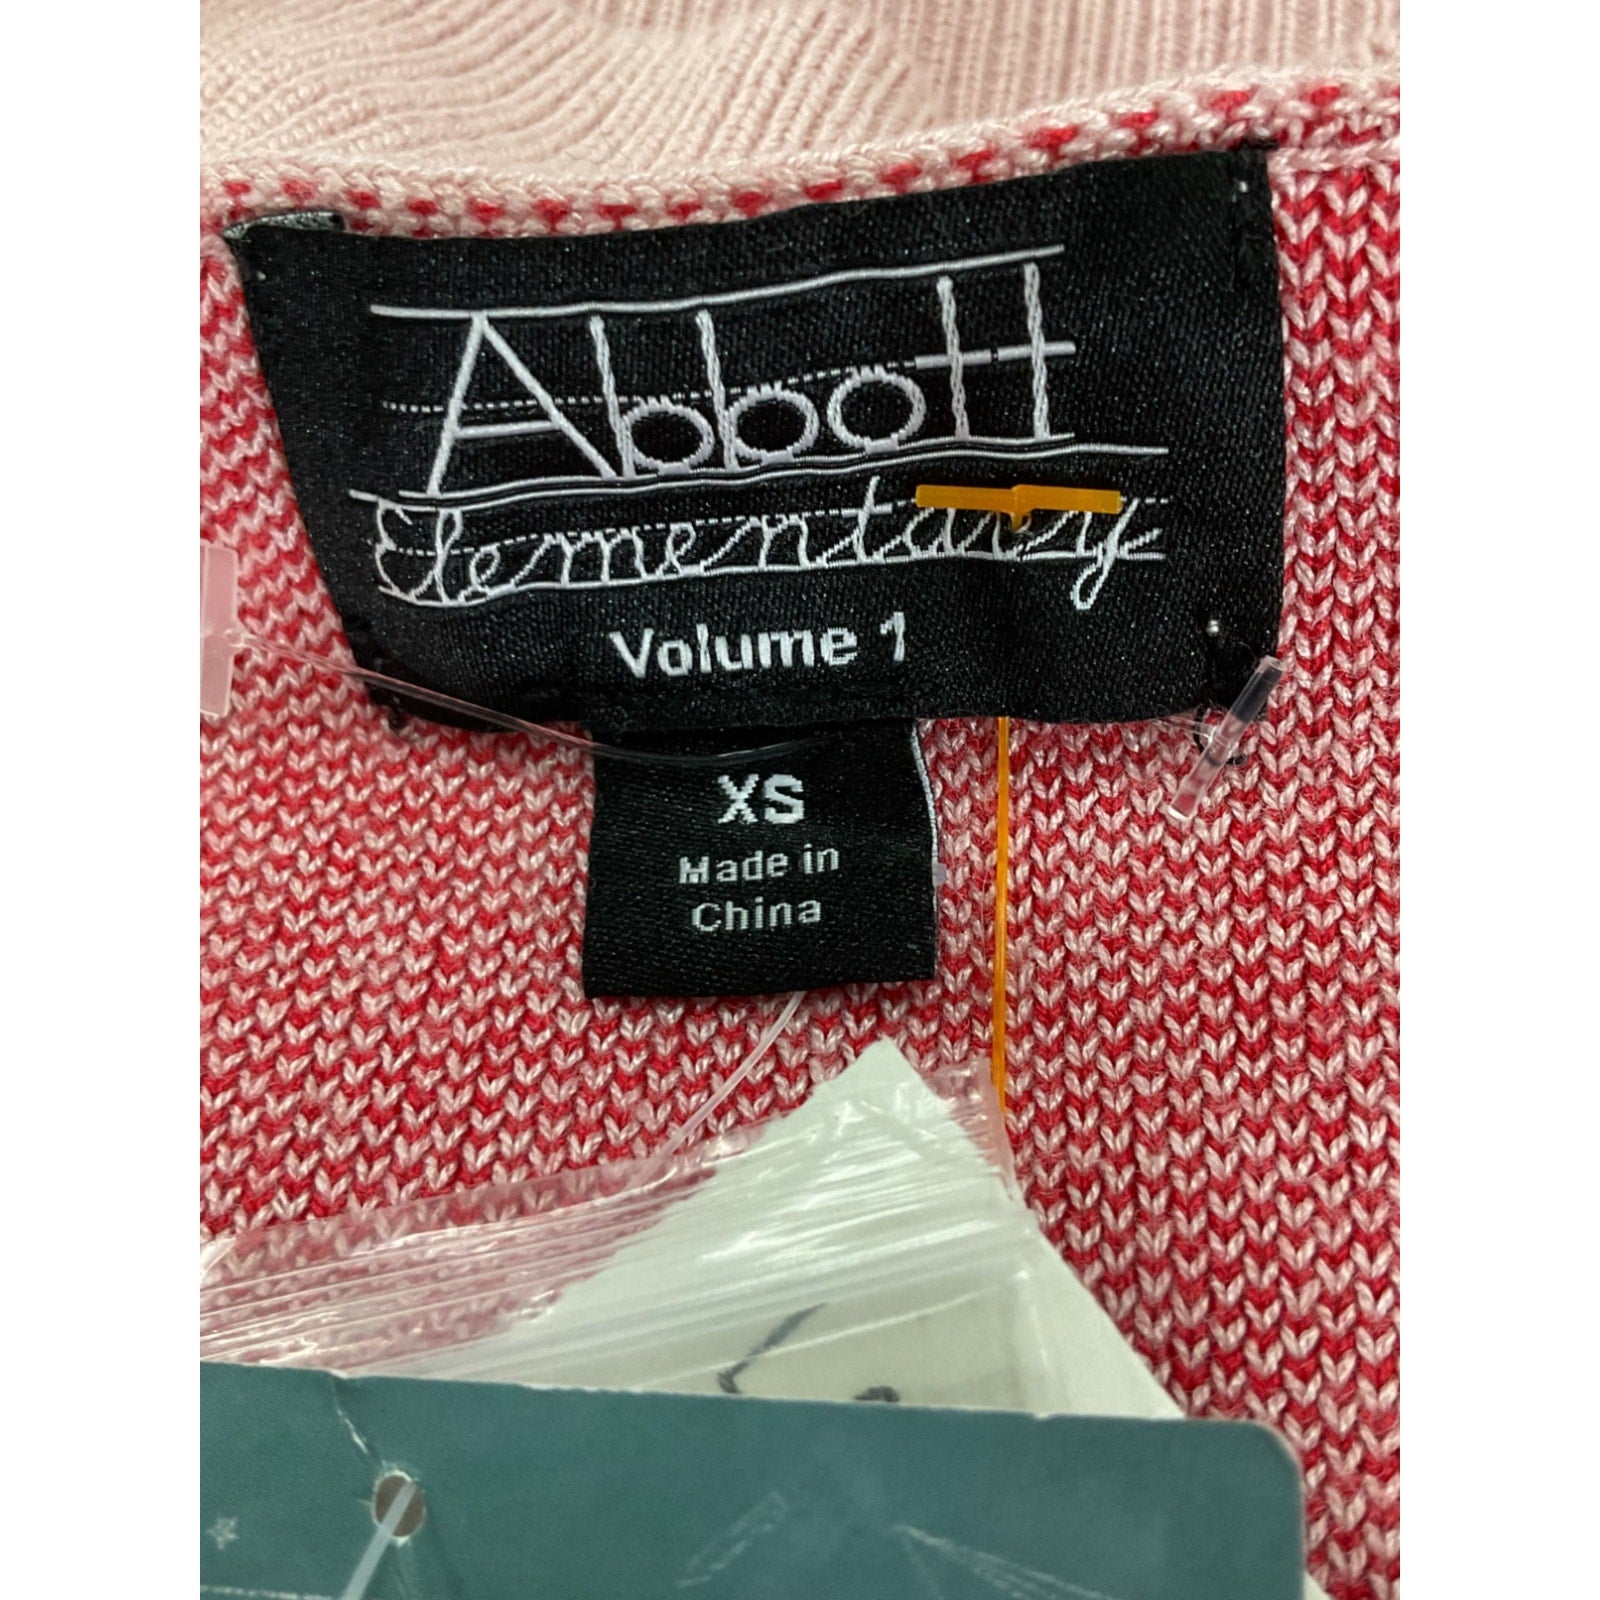 Abbott
Elementary
Volume 1
XS
Made in
China